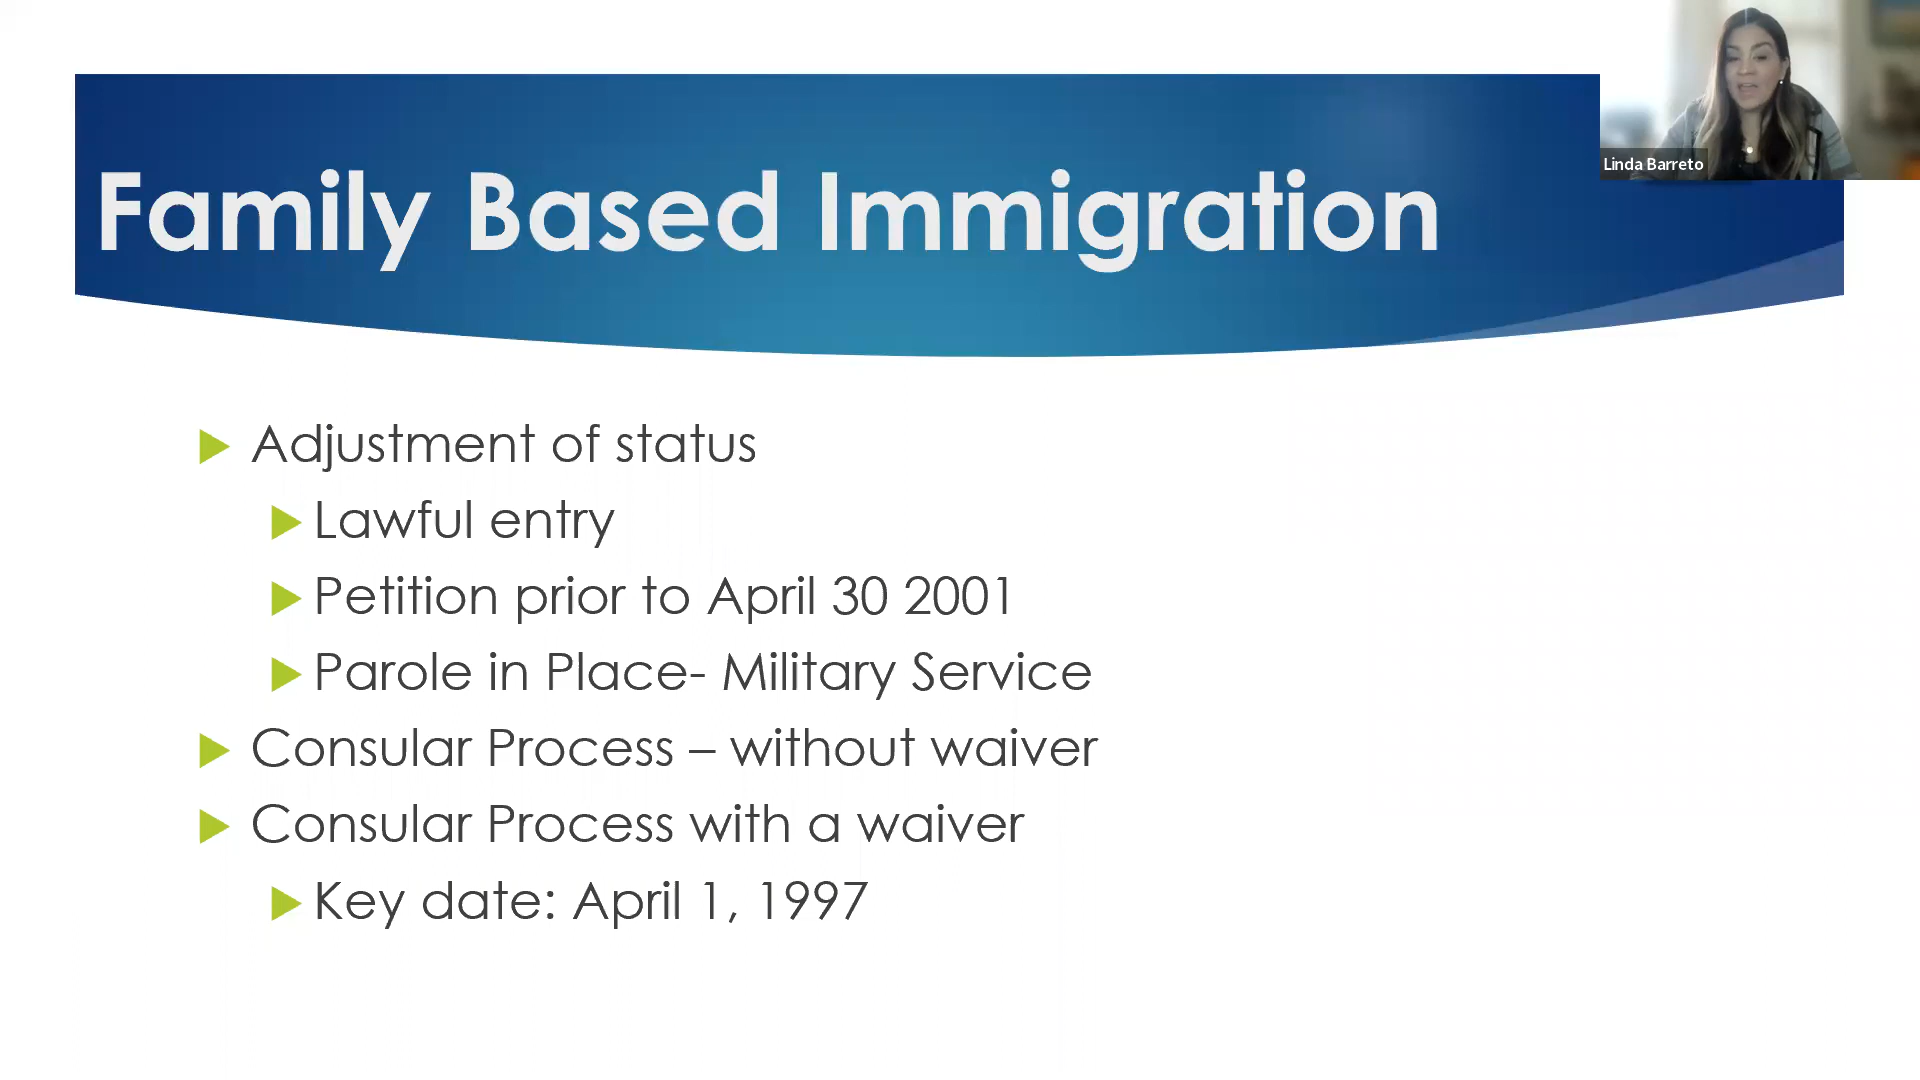 Linda Barreto
Family Based Immigration
Adjustment of status
Lawful entry
Petition prior to April 30 2001
Parole in Place- Military Service
Consular Process – without waiver
Consular Process with a waiver
Key date: April 1, 1997